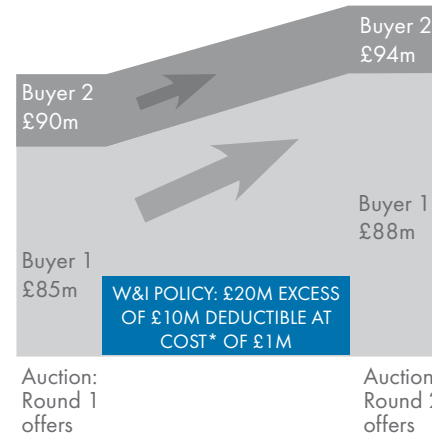 Buyer 2
£94m
Buyer 2
£90m
Buyer 1
£88m
Buyer 1
£85m
W&I POLICY: £20M EXCESS
OF £10M DEDUCTIBLE AT
COST* OF £1M
Auction:
Round 1
offers
Auction
Round
offers